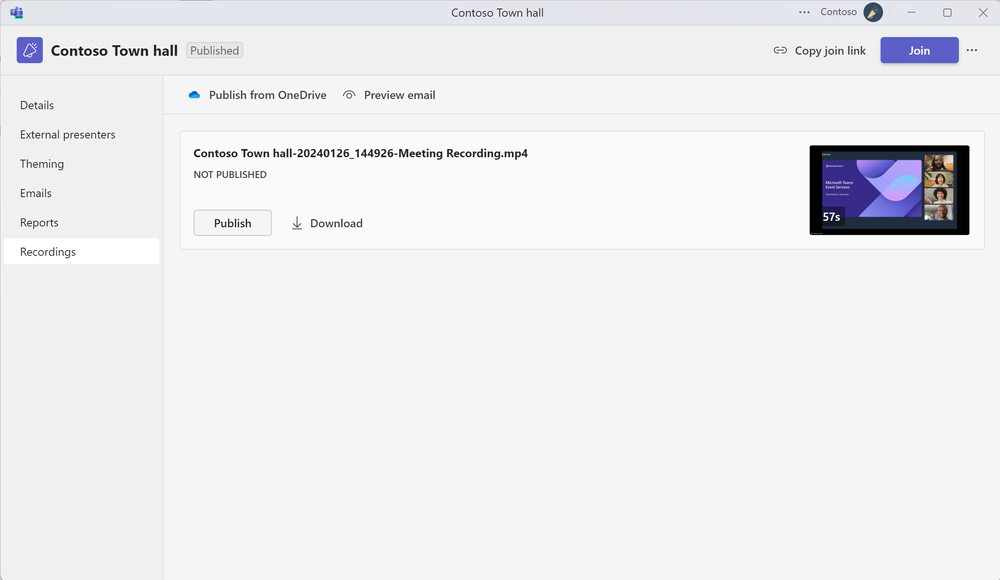 Contoso Town hall
Contoso
NEW
Contoso Town hall
Published
Copy join link
Join
Details
External presenters
Theming
Emails
Reports
Recordings
Publish from OneDrive
Preview email
Contoso Town hall-20240126_144926-Meeting Recording.mp4
NOT PUBLISHED
Publish
Download
Microsoft
Microsoft Teams
Microsoft Teams
Event Services
Presentation Overview
57s